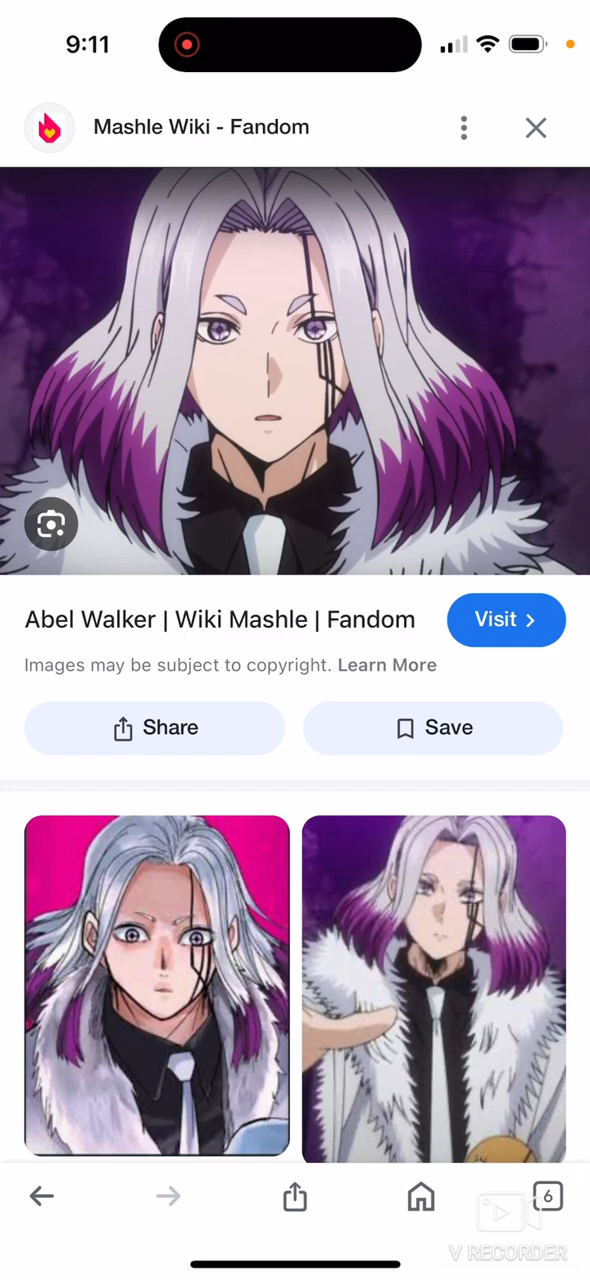 9:11
Mashle Wiki - Fandom
Abel Walker | Wiki Mashle | Fandom
Visit
Images may be subject to copyright. Learn More
Share
Save
6
V RECORDER